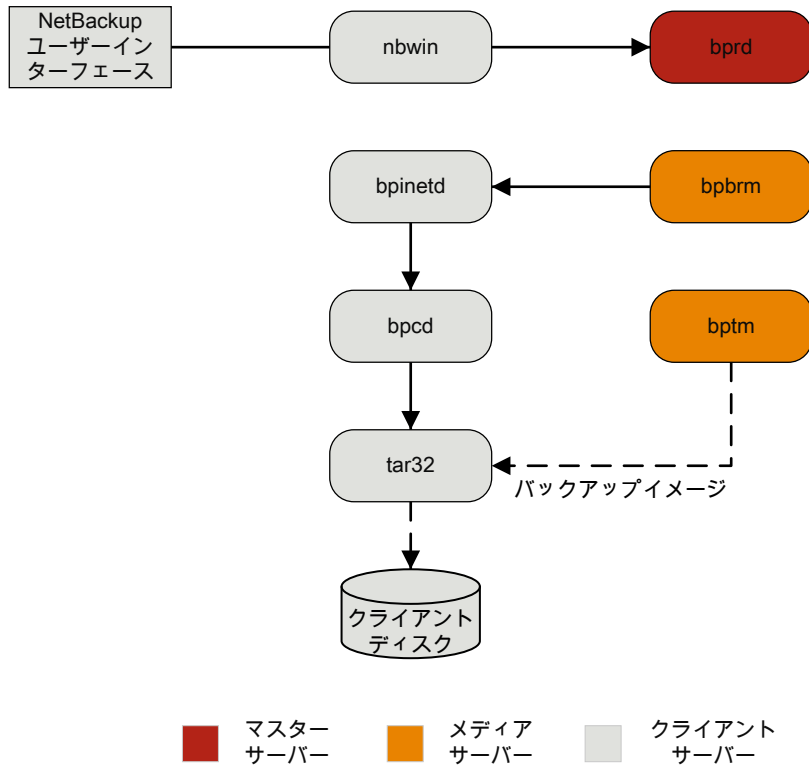 NetBackup
ユーザーイン
ターフェース
nbwin
bprd
bpinetd
bpbrm
bpcd
bptm
tar32
バックアップイメージ
クライアント
ディスク
マスター
サーバー
メディア
サーバー
クライアント
サーバー